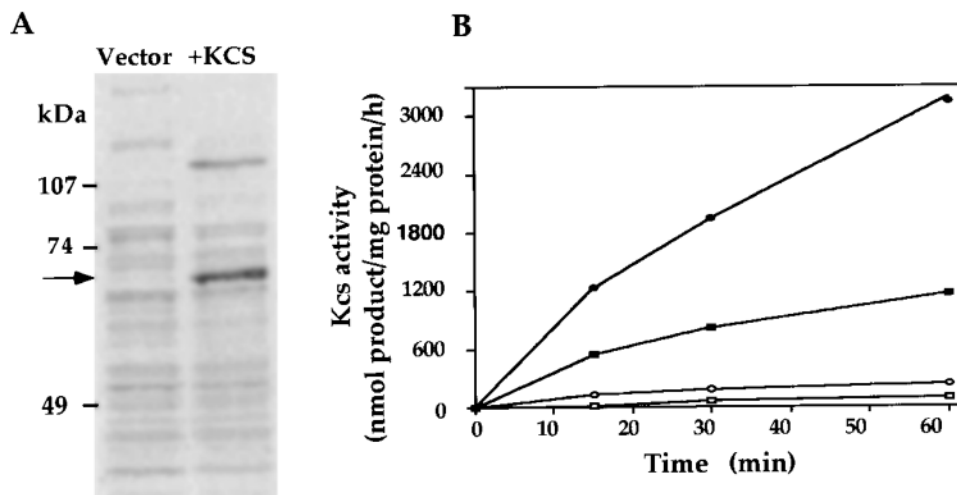 A
Vector +KCS
kDa
107
74
49
B
Kcs activity
(nmol product/mg protein/h)
3000
2400
1800
1200
600
0
0 10 20 30 40 50 60
Time (min)